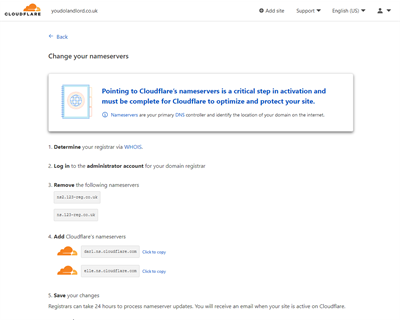 CLOUDFLARE
youdolandlord.co.uk
Add site
Support
English (US)
Back
Change your nameservers
Pointing to Cloudflare's nameservers is a critical step in activation and
must be complete for Cloudflare to optimize and protect your site.
Nameservers are your primary DNS controller and identify the location of your domain on the internet.
1. Determine your registrar via WHOIS.
2. Log in to the administrator account for your domain registrar
3. Remove the following nameservers
ns2.123-reg.co.uk
ns.123-reg.co.uk
4. Add Cloudflare's nameservers
.ns.cloudflare.com Click to copy
ella.ns.cloudflare.com Click to copy
5. Save your changes
Registrars can take 24 hours to process nameserver updates. You will receive an email when your site is active on Cloudflare.